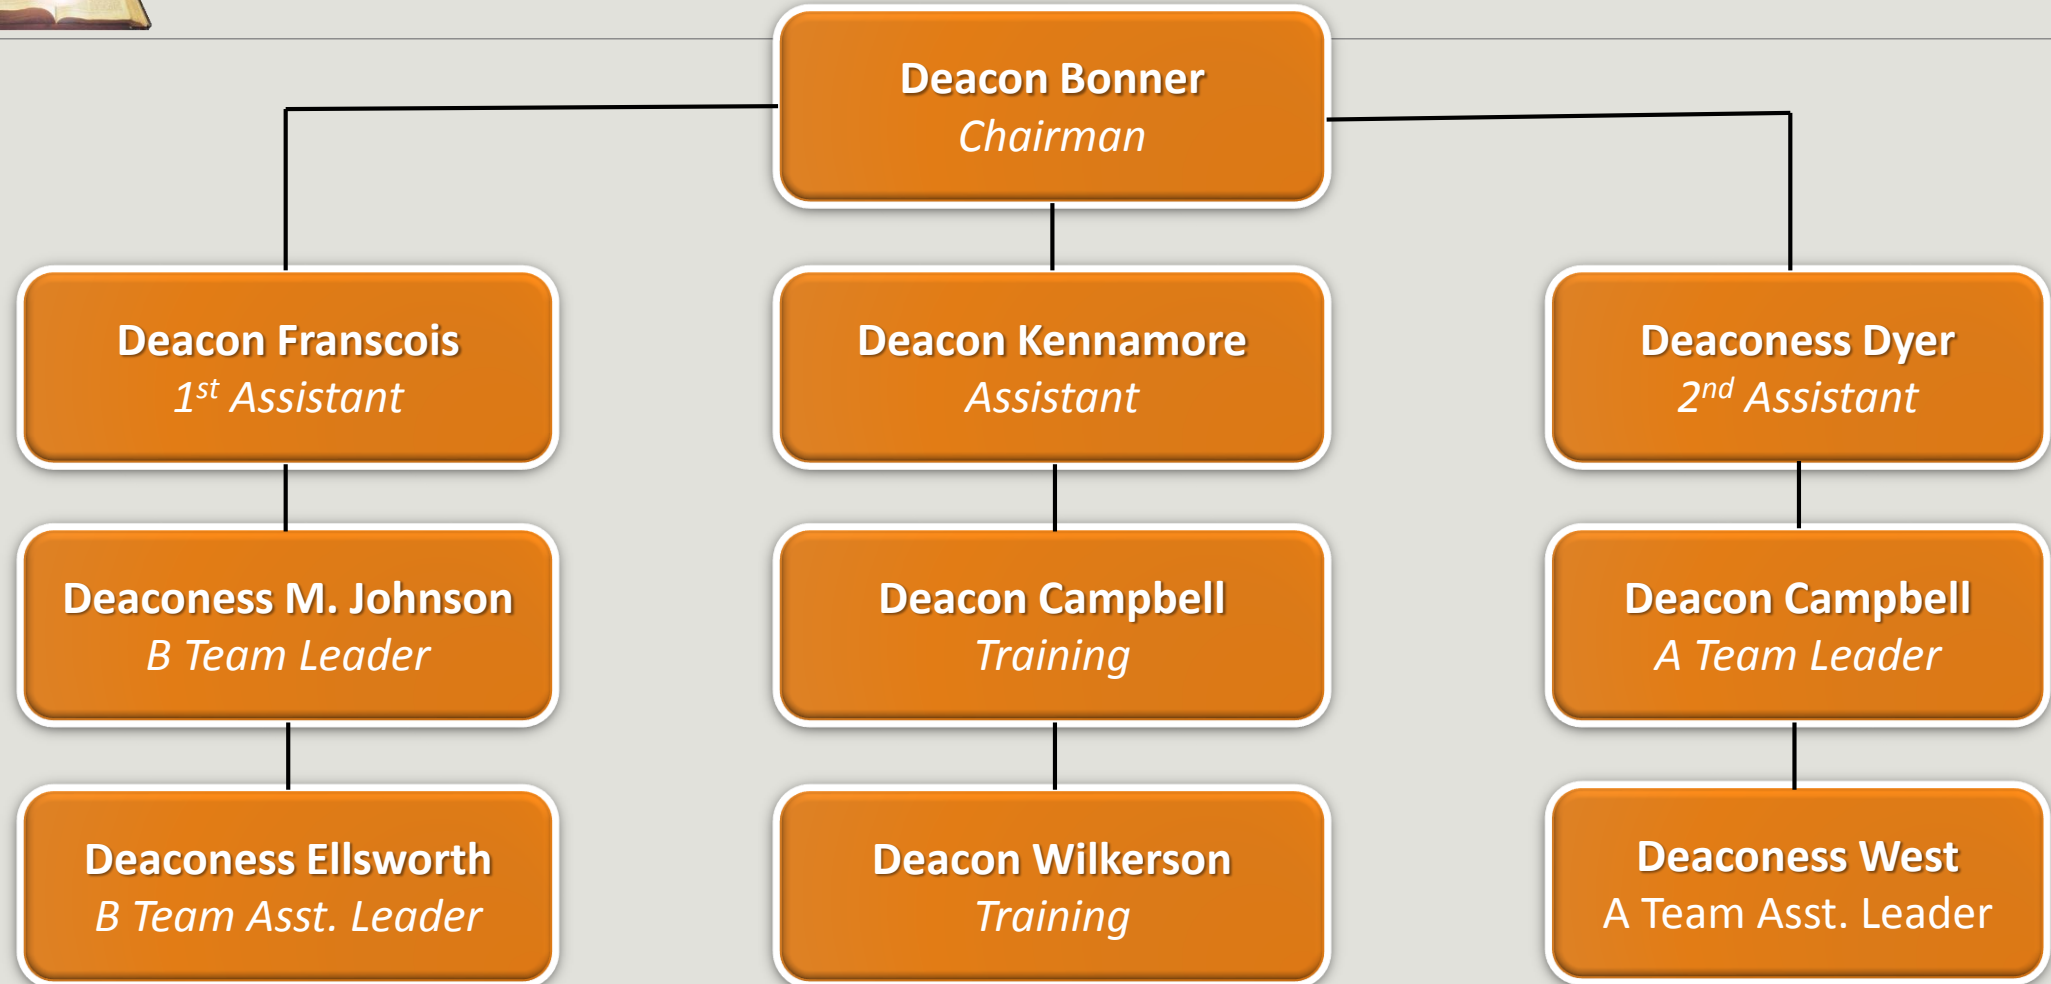 Deacon Bonner
Chairman
Deacon Franscois
1st Assistant
Deacon Kennamore
Assistant
Deaconess Dyer
2nd Assistant
Deaconess M. Johnson
B Team Leader
Deacon Campbell
Training
Deacon Campbell
A Team Leader
Deaconess Ellsworth
B Team Asst. Leader
Deacon Wilkerson
Training
Deaconess West
A Team Asst. Leader